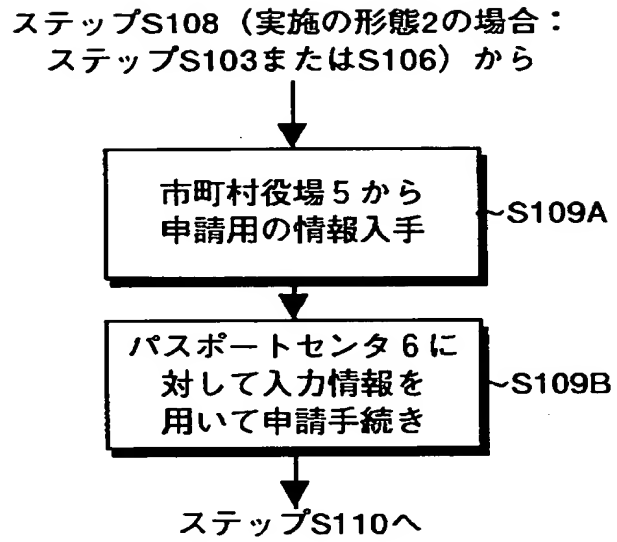 ステップS108（実施の形態2の場合：
ステップS103またはS106）から
市町村役場5から
申請用の情報入手
~S109A
パスポートセンタ6に
対して入力情報を
用いて申請手続き
~S109B
ステップS110へ